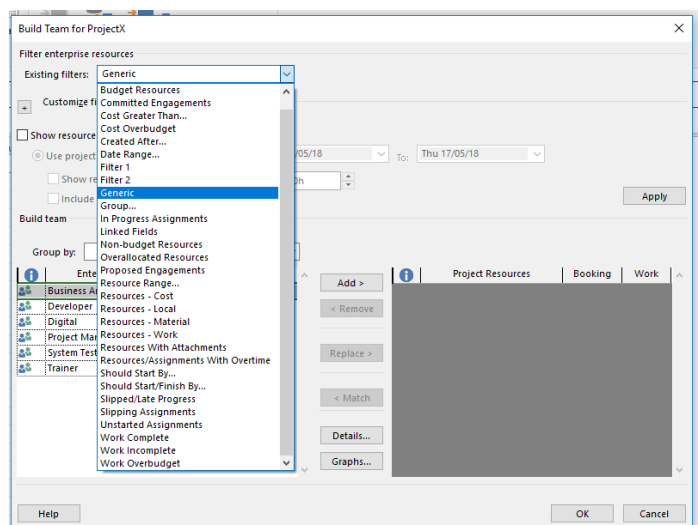 Build Team for ProjectX
Filter enterprise resources
Existing filters: Generic
Budget Resources
Committed Engagements
Cost Greater Than...
Cost Overbudget
Created After...
Date Range...
Filter 1
Filter 2
Generic
Group...
In Progress Assignments
Linked Fields
Non-budget Resources
Overallocated Resources
Proposed Engagements
Resource Range...
Resources - Cost
Resources - Local
Resources - Material
Resources - Work
Resources With Attachments
Resources/Assignments With Overtime
Should Start By...
Should Start/Finish By...
Slipped/Late Progress
Slipping Assignments
Unstarted Assignments
Work Complete
Work Incomplete
Work Overbudget
+ Customize
Show resource
Use project /05/18 To: Thu 17/05/18
Show h
Include
Apply
Build team
Group by:
Add >
< Remove
Replace >
< Match
Details...
Graphs...
Business
Developer
Digital
Project
System Test
Trainer
Project Resources Booking Work
Help OK Cancel